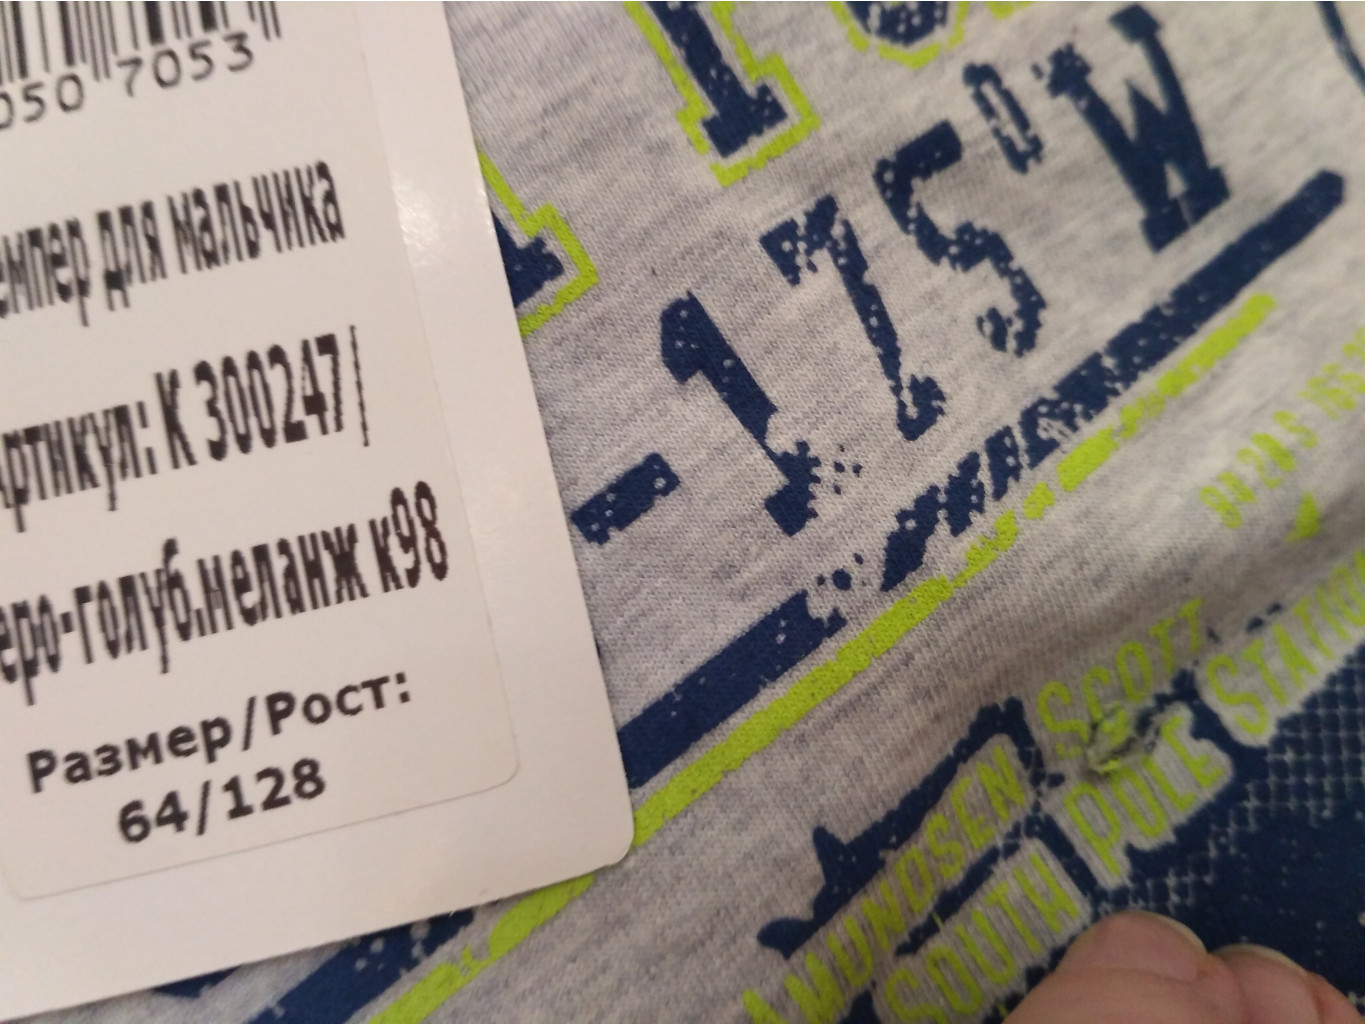 050 7053
емпер для мальчика
ртикул: К 300247/
еро-голуб.меланж к98
Размер/Рост:
64/128
-175°W
SCOTT
AMUNDSEN
SOUTH POLE STATIO